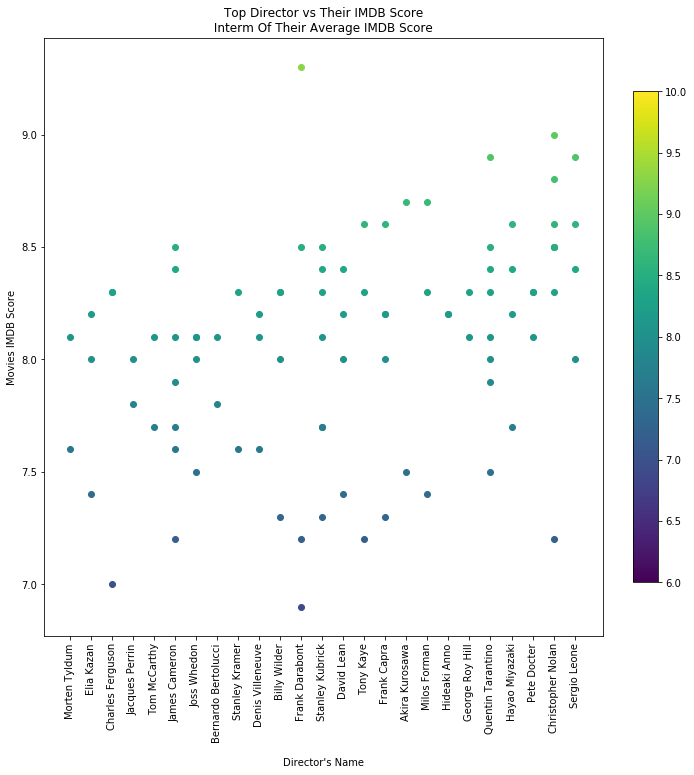 Top Director vs Their IMDB Score
Interm Of Their Average IMDB Score
Movies IMDB Score
9.0
8.5
8.0
7.5
7.0
10.0
9.5
9.0
8.5
8.0
7.5
7.0
6.5
6.0
Morten Tyldum
Elia Kazan
Charles Ferguson
Jacques Perrin
Tom McCarthy
James Cameron
Joss Whedon
Bernardo Bertolucci
Stanley Kramer
Denis Villeneuve
Billy Wilder
Frank Darabont
Stanley Kubrick
David Lean
Tony Kaye
Frank Capra
Akira Kurosawa
Milos Forman
Hideaki Anno
George Roy Hill
Quentin Tarantino
Hayao Miyazaki
Pete Docter
Christopher Nolan
Sergio Leone
Director's Name